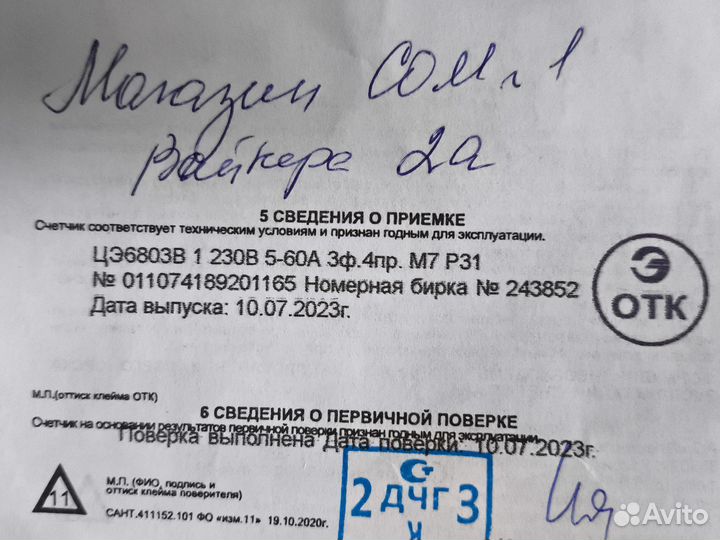 Магазин СОМ г 1
Вайнера 2а
5 СВЕДЕНИЯ О ПРИЕМКЕ
Счетчик соответствует техническим условиям и признан годным для эксплуатации.
ЦЭ6803В 1 230В 5-60А 3ф.4пр. М7 Р31
№ 011074189201165 Номерная бирка № 243852
Дата выпуска: 10.07.2023г.
Э
ОТК
М.П.(оттиск клейма ОТК)
6 СВЕДЕНИЯ О ПЕРВИЧНОЙ ПОВЕРКЕ
Счетчик на основании результатов первичной поверки признан годным для эксплуатации.
Поверка выполнена Дата поверки: 10.07.2023г.
11
М.П. (ФИО, подпись и
оттиск клейма поверителя)
2 ДЧГ 3
У
САНТ.411152.101 ФО «изм.11» 19.10.2020г.
Avito